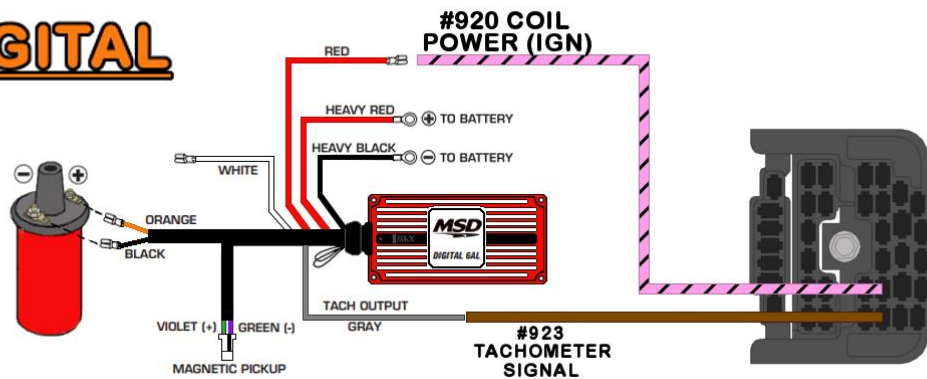 GITAL
#920 COIL
POWER (IGN)
RED
HEAVY RED
+ TO BATTERY
HEAVY BLACK
- TO BATTERY
WHITE
- +
ORANGE
BLACK
MSD
DIGITAL 6AL
TACH OUTPUT
GRAY
VIOLET (+) GREEN (-)
MAGNETIC PICKUP
#923
TACHOMETER
SIGNAL